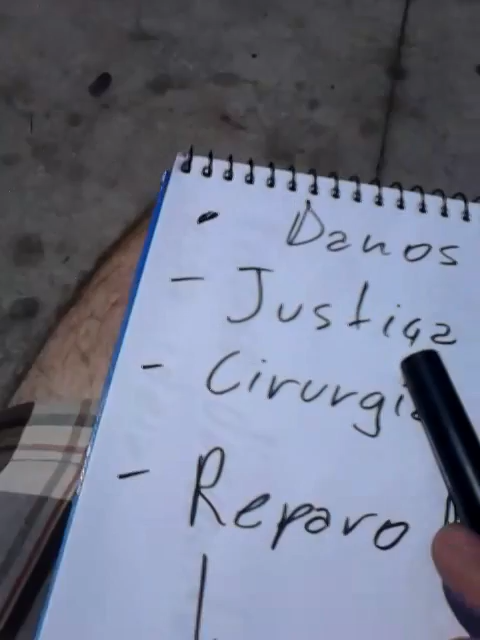 • Danos
- Justiça
- Cirurgi
- Reparo